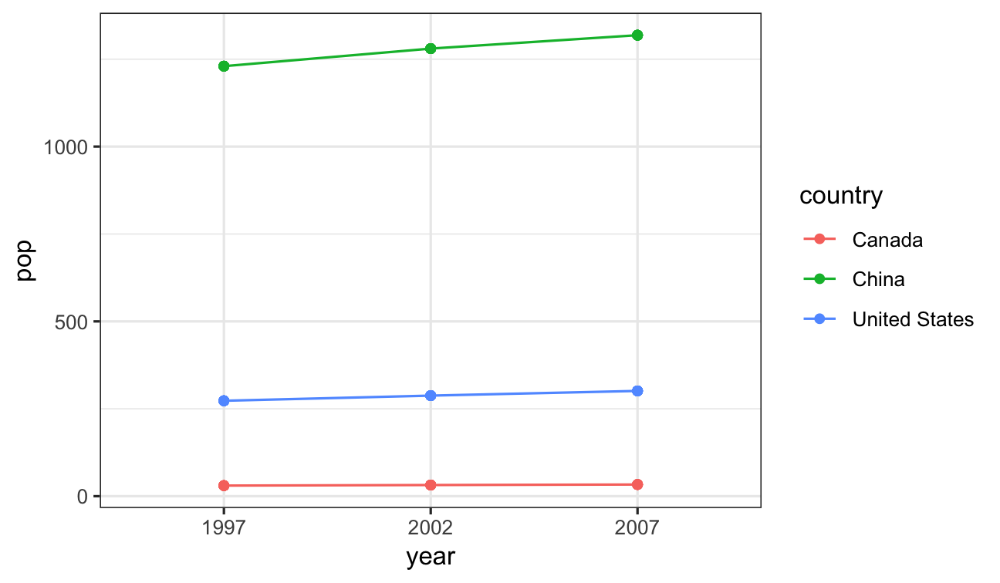 pop
1000
500
0
1997 2002 2007
year
country
Canada
China
United States